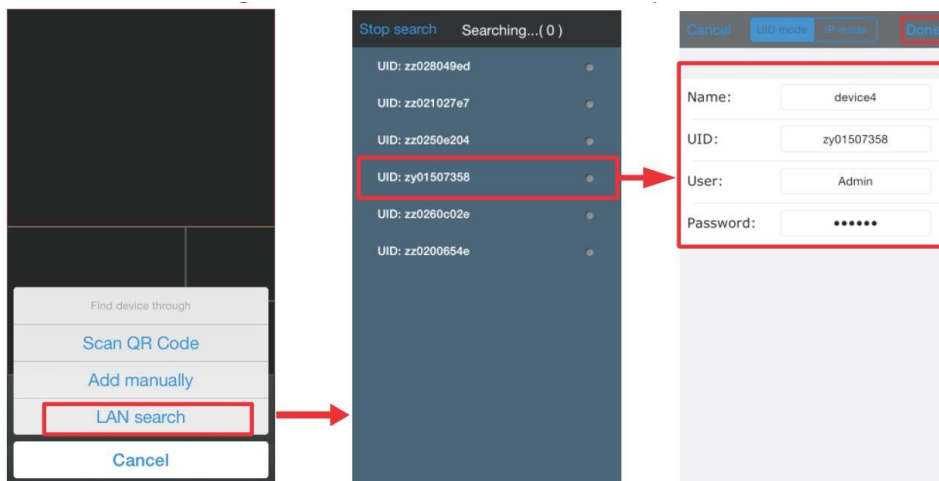 Find device through
Scan QR Code
Add manually
LAN search
Cancel
Stop search Searching...( 0 )
UID: zz028049ed
UID: zz021027e7
UID: zz0250e204
UID: zy01507358
UID: zz0260c02e
UID: zz0200654e
Cancel UID mode IP mode Done
Name: device4
UID: zy01507358
User: Admin
Password: ••••••